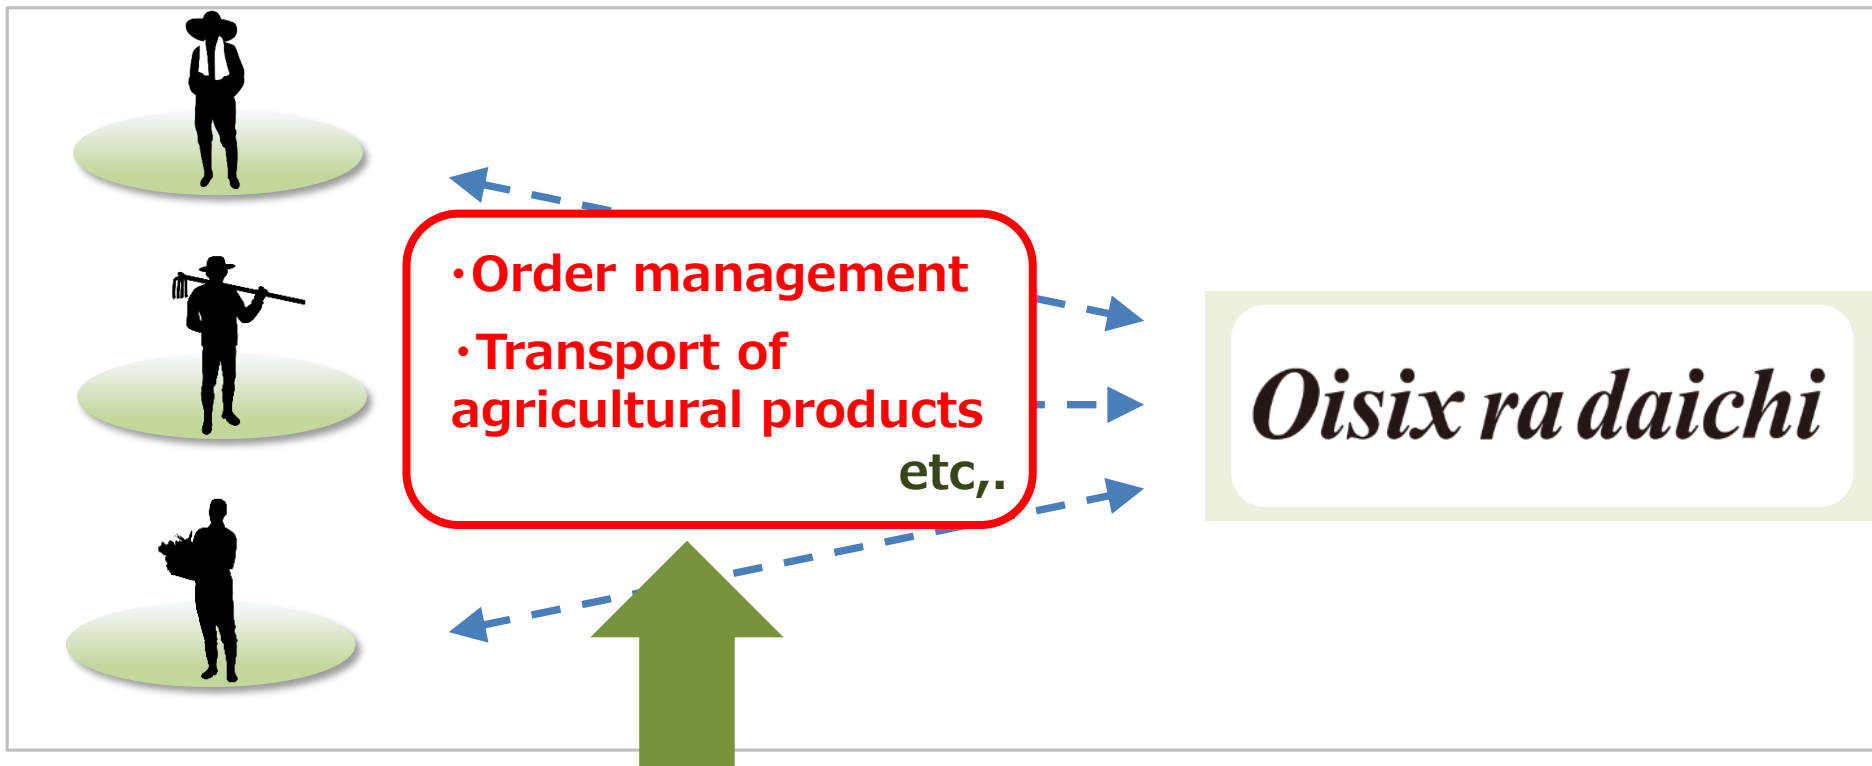 ・Order management
・Transport of
agricultural products
etc,.
Oisix ra daichi